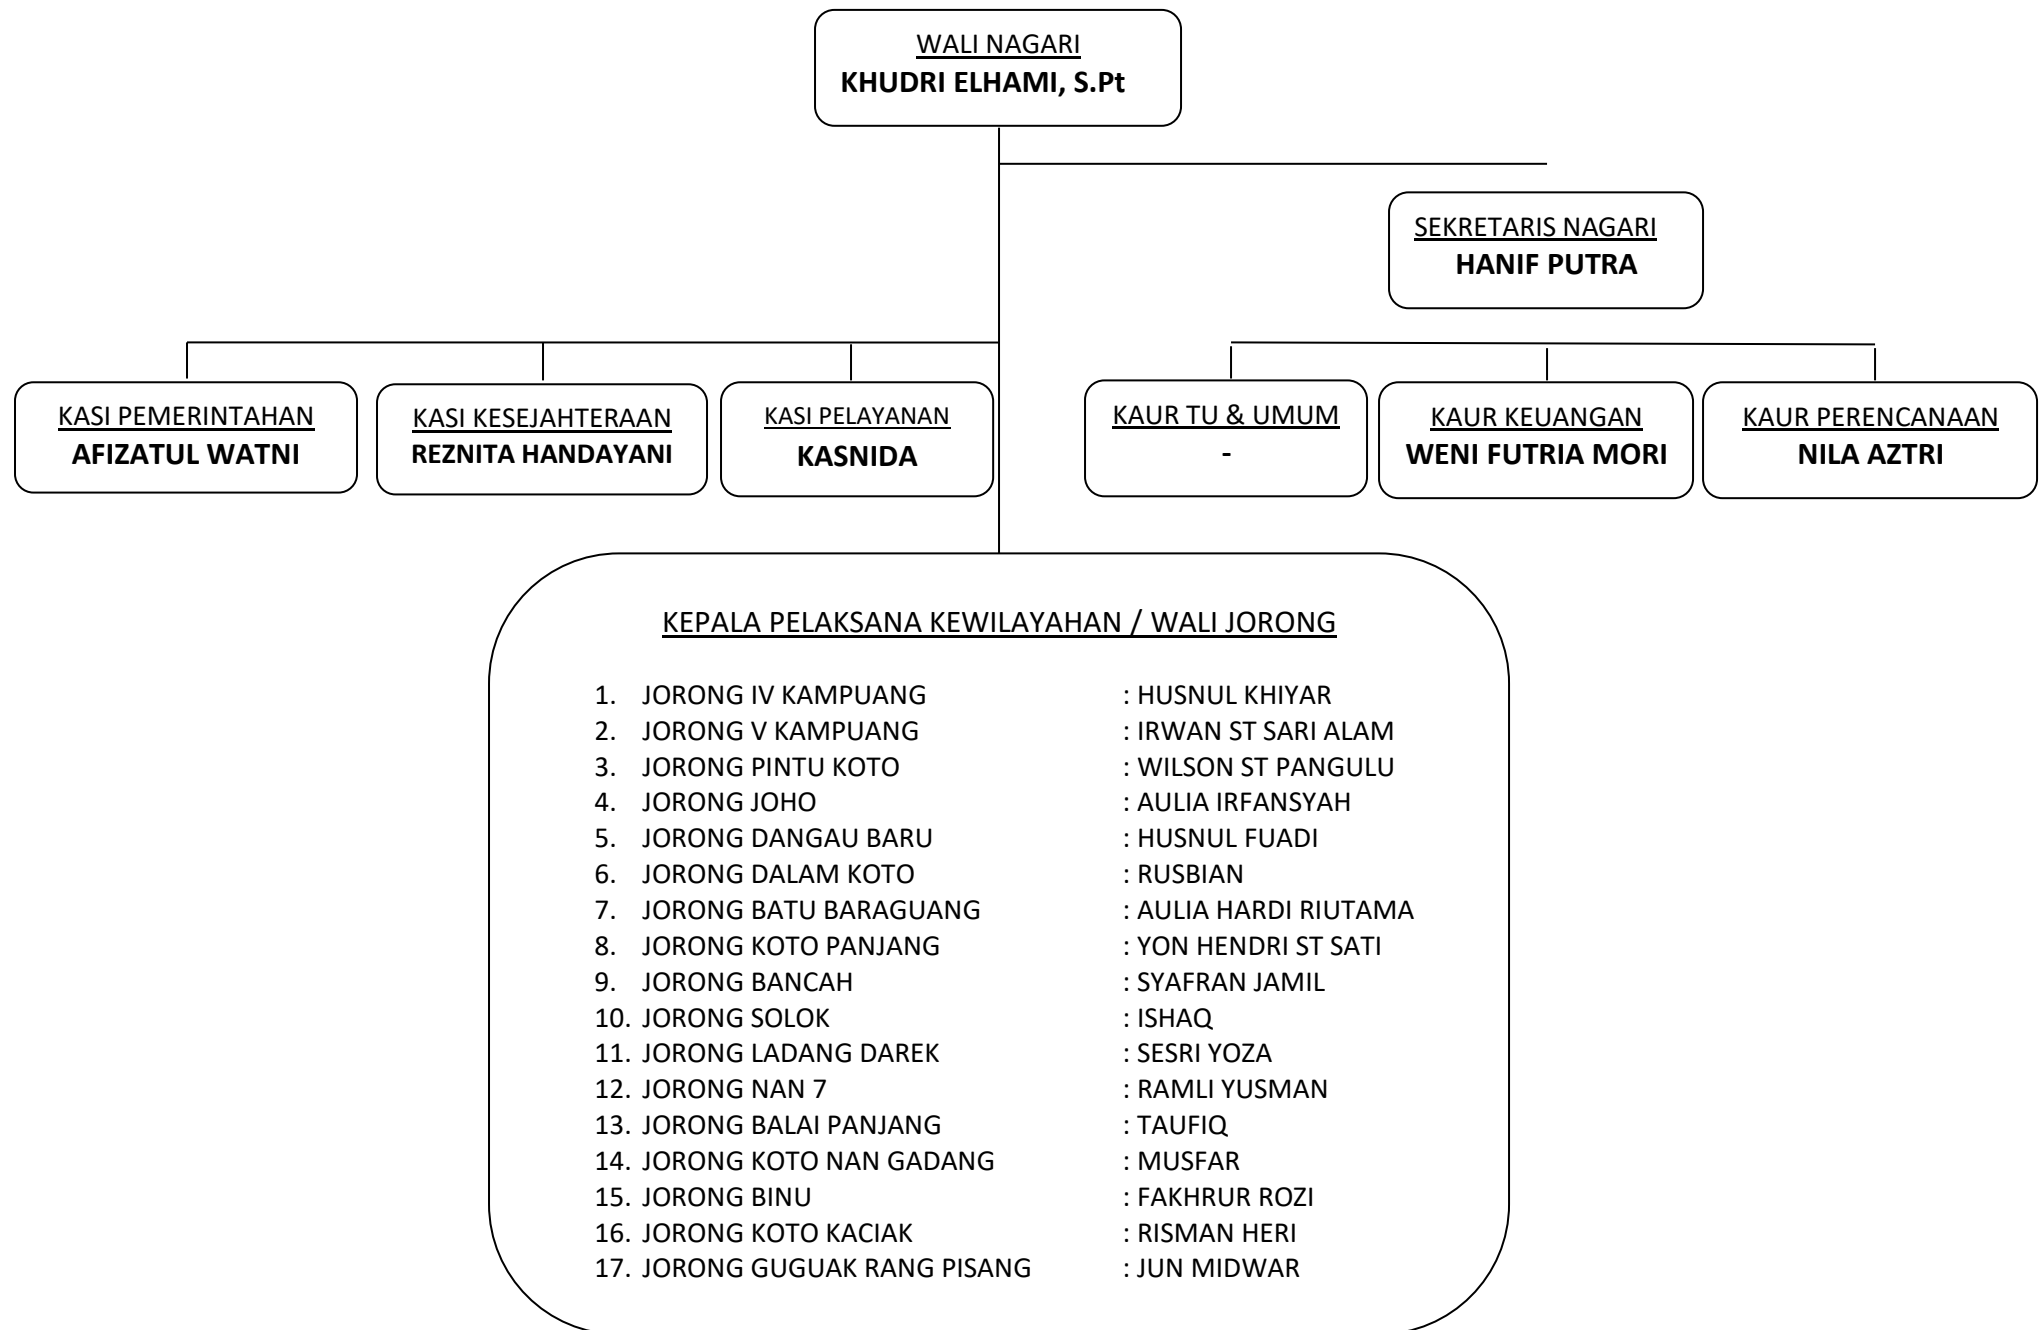 WALI NAGARI
KHUDRI ELHAMI, S.Pt
SEKRETARIS NAGARI
HANIF PUTRA
KASI PEMERINTAHAN
AFIZATUL WATNI
KASI KESEJAHTERAAN
REZNITA HANDAYANI
KASI PELAYANAN
KASNIDA
KAUR TU & UMUM
-
KAUR KEUANGAN
WENI FUTRIA MORI
KAUR PERENCANAAN
NILA AZTRI
KEPALA PELAKSANA KEWILAYAHAN / WALI JORONG
1. JORONG IV KAMPUANG : HUSNUL KHIYAR
2. JORONG V KAMPUANG : IRWAN ST SARI ALAM
3. JORONG PINTU KOTO : WILSON ST PANGULU
4. JORONG JOHO : AULIA IRFANSYAH
5. JORONG DANGAU BARU : HUSNUL FUADI
6. JORONG DALAM KOTO : RUSBIAN
7. JORONG BATU BARAGUANG : AULIA HARDI RIUTAMA
8. JORONG KOTO PANJANG : YON HENDRI ST SATI
9. JORONG BANCAH : SYAFRAN JAMIL
10. JORONG SOLOK : ISHAQ
11. JORONG LADANG DAREK : SESRI YOZA
12. JORONG NAN 7 : RAMLI YUSMAN
13. JORONG BALAI PANJANG : TAUFIQ
14. JORONG KOTO NAN GADANG : MUSFAR
15. JORONG BINU : FAKHRUR ROZI
16. JORONG KOTO KACIAK : RISMAN HERI
17. JORONG GUGUAK RANG PISANG : JUN MIDWAR